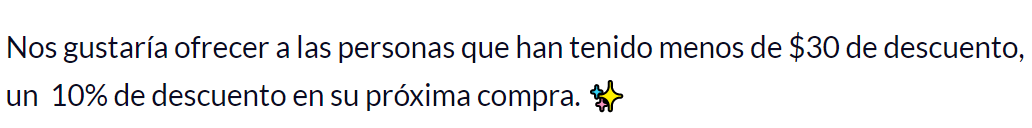 Nos gustaría ofrecer a las personas que han tenido menos de $30 de descuento,
un  10% de descuento en su próxima compra. ✨